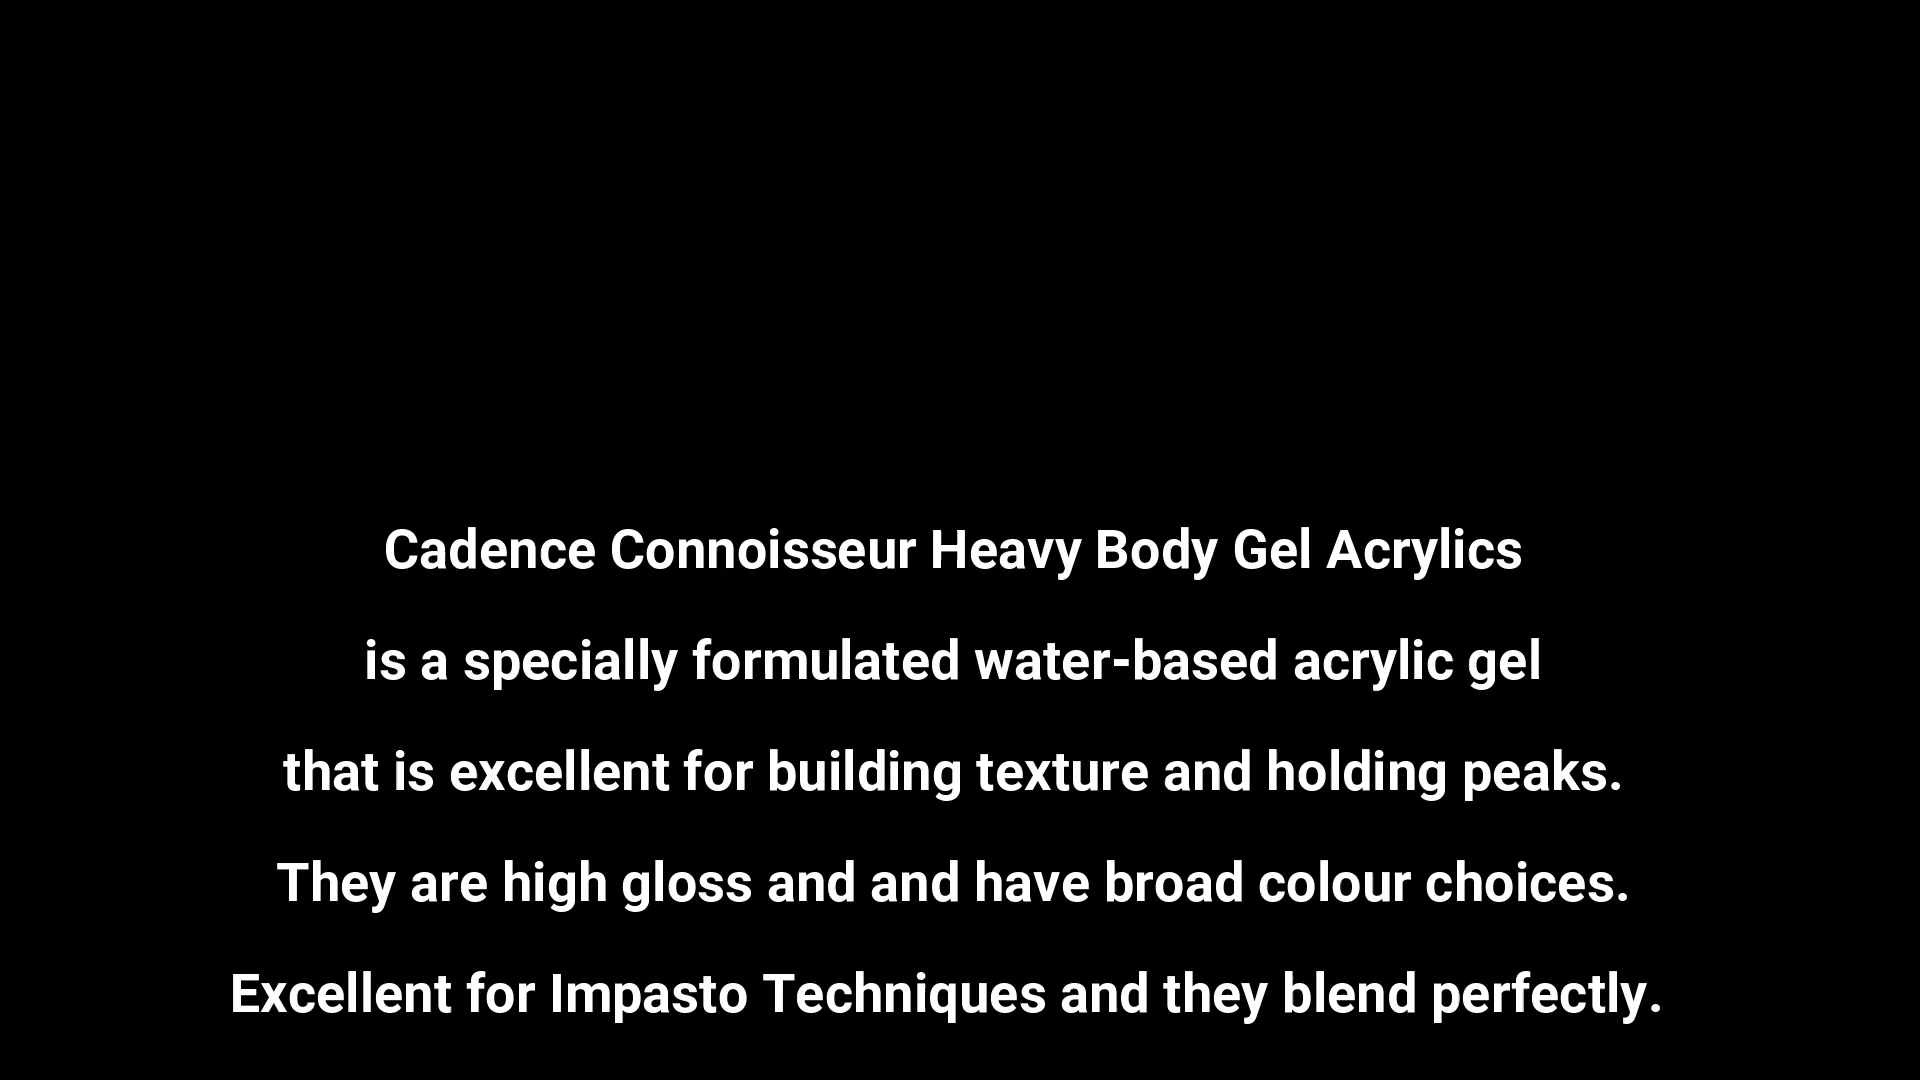 Cadence Connoisseur Heavy Body Gel Acrylics
is a specially formulated water-based acrylic gel
that is excellent for building texture and holding peaks.
They are high gloss and and have broad colour choices.
Excellent for Impasto Techniques and they blend perfectly.